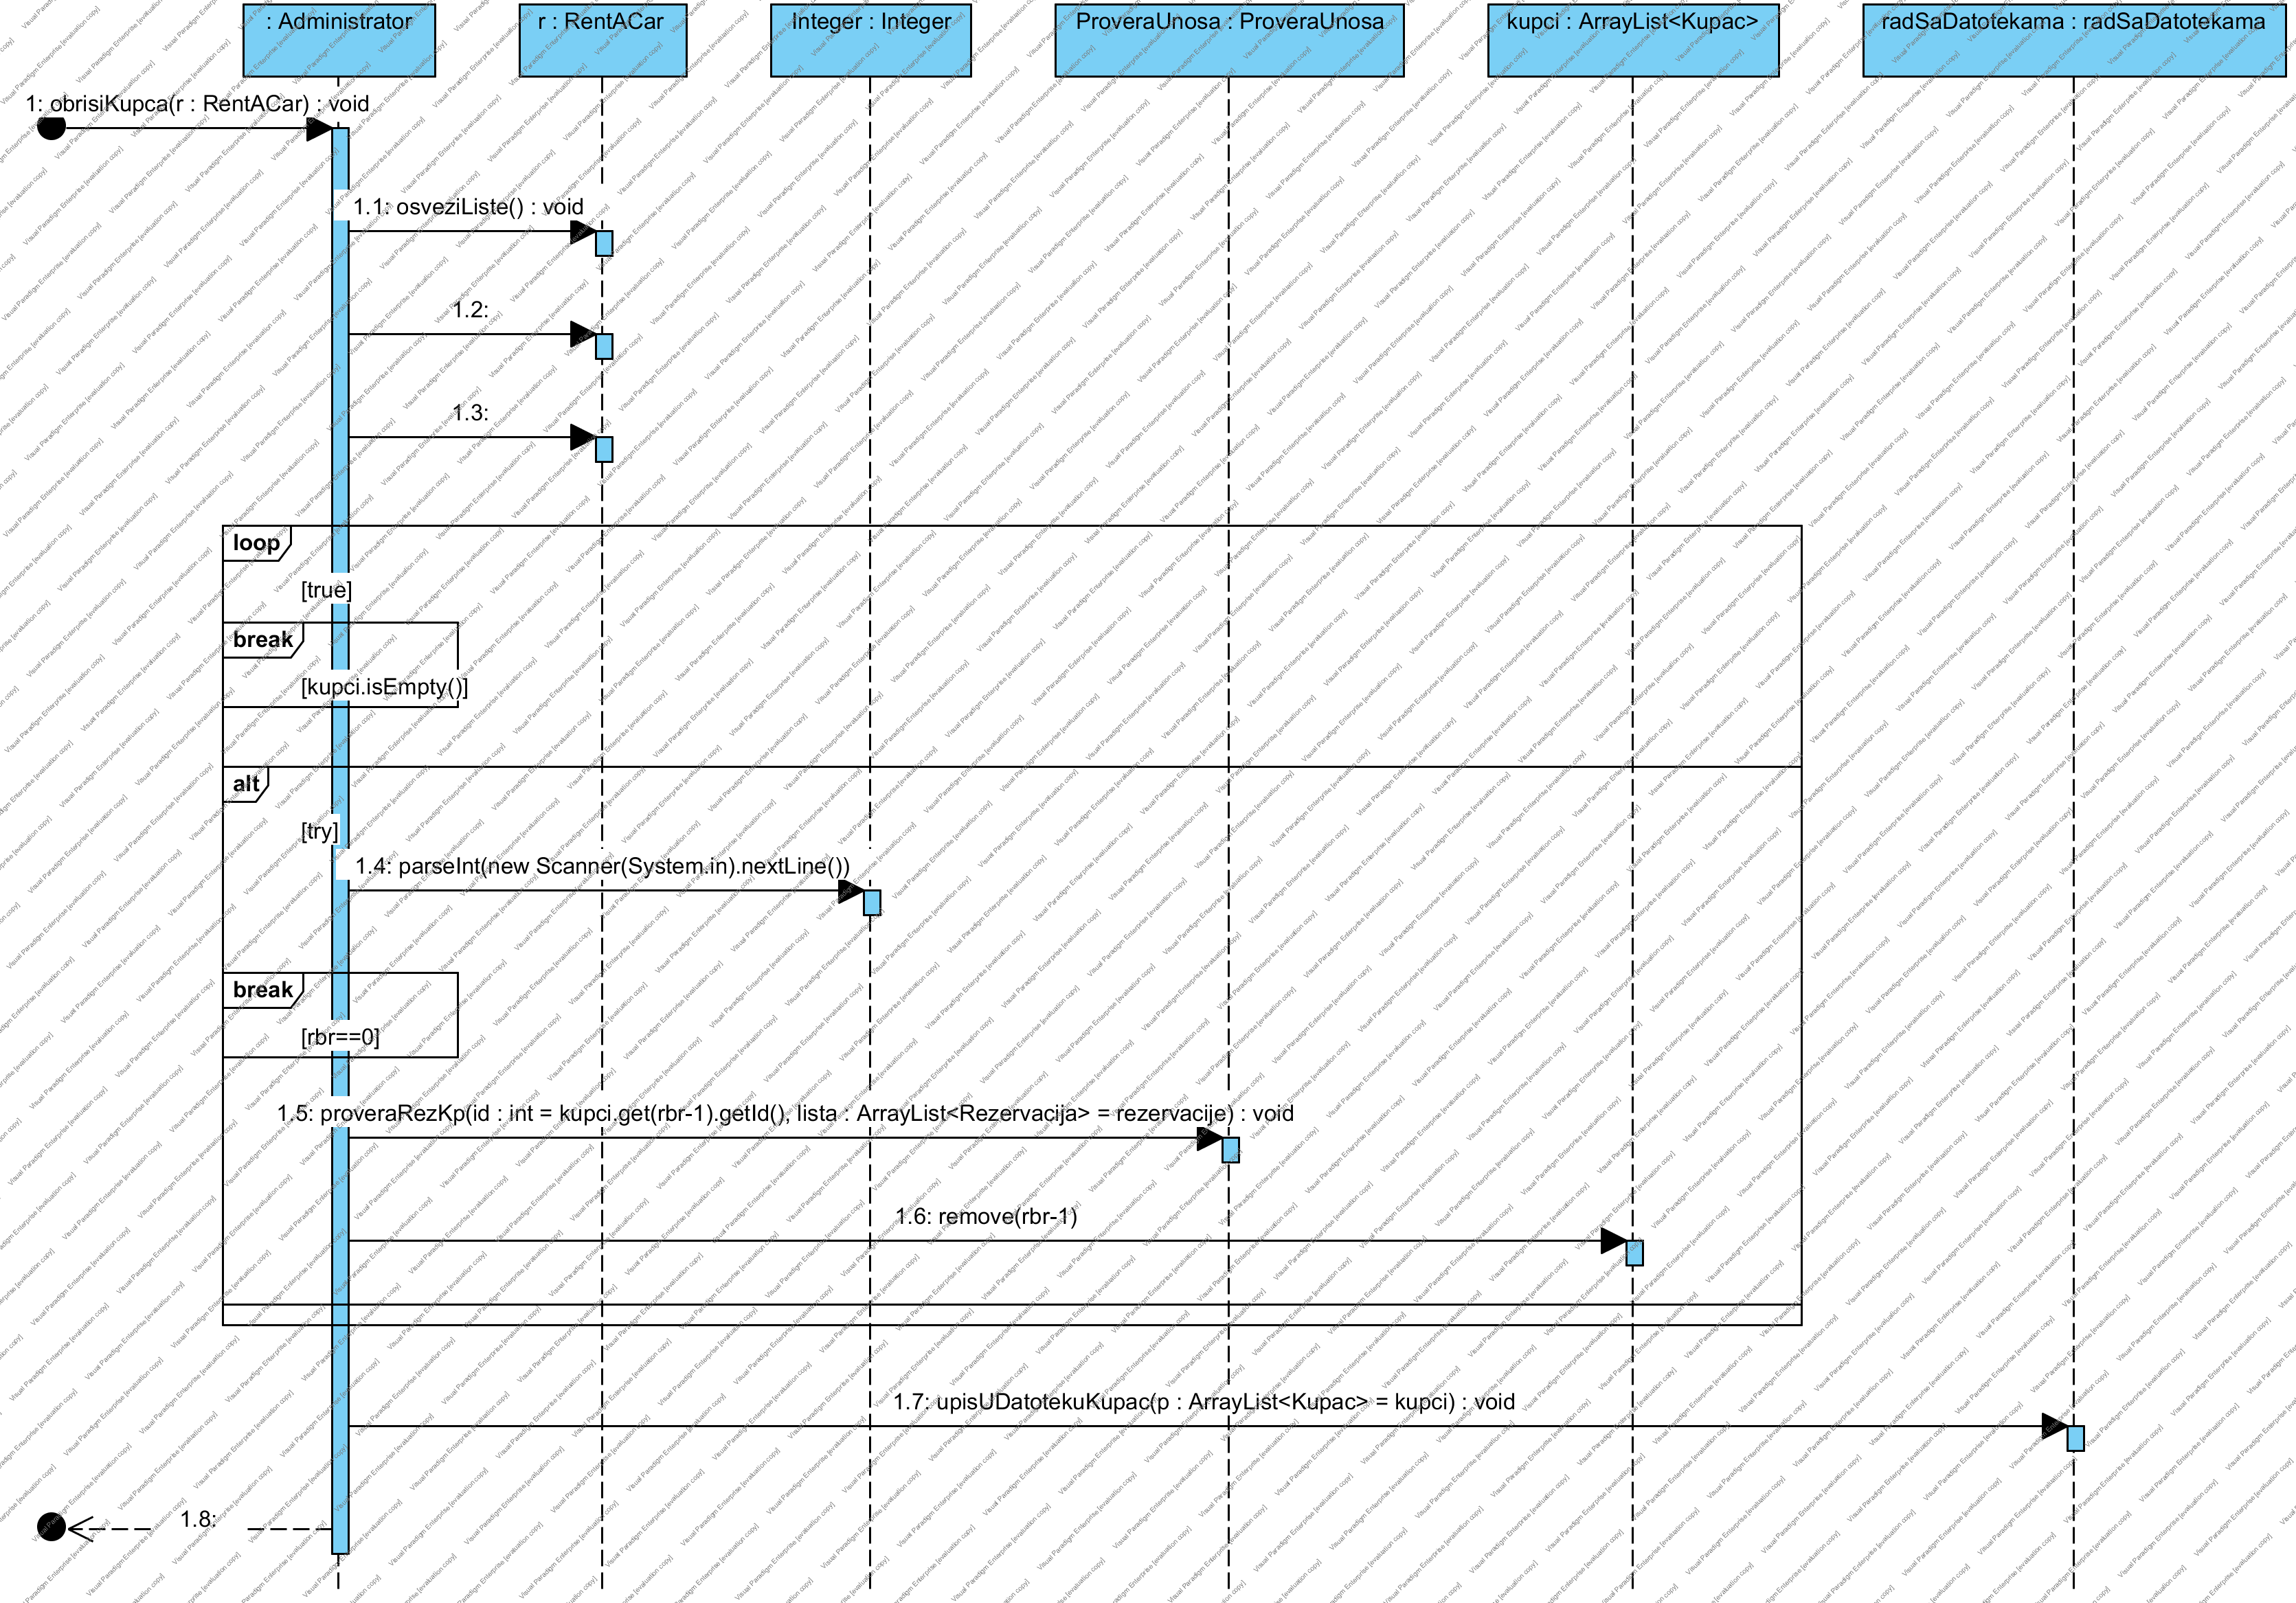 : Administrator
r : RentACar
Integer : Integer
ProveraUnosa : ProveraUnosa
kupci : ArrayList<Kupac>
radSaDatotekama : radSaDatotekama
1: obrisiKupca(r : RentACar) : void
1.1: osveziListe() : void
1.2:
1.3:
loop
[true]
break
[kupci.isEmpty()]
alt
[try]
1.4: parseInt(new Scanner(System.in).nextLine())
break
[rbr==0]
1.5: proveraRezKp(id : int = kupci.get(rbr-1).getId(), lista : ArrayList<Rezervacija> = rezervacije) : void
1.6: remove(rbr-1)
1.7: upisUDatotekuKupac(p : ArrayList<Kupac> = kupci) : void
1.8:
Visual Paradigm Enterprise [evaluation copy]